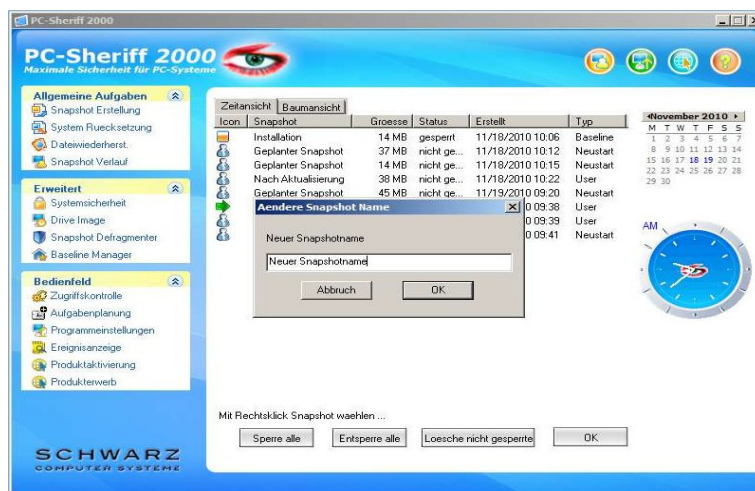 PC-Sheriff 2000
PC-Sheriff 2000
Maximale Sicherheit für PC-Systeme
Allgemeine Aufgaben
Snapshot Erstellung
System Ruecksetzung
Dateiwiederherst.
Snapshot Verlauf
Erweitert
Systemsicherheit
Drive Image
Snapshot Defragmenter
Baseline Manager
Bedienfeld
Zugriffskontrolle
Aufgabenplanung
Programmeinstellungen
Ereignisanzeige
Produktaktivierung
Produkterwerb
SCHWARZ
COMPUTER SYSTEME
Zeitansicht Baumansicht
Icon Snapshot Groesse Status Erstellt Typ
Installation 14 MB gesperrt 11/18/2010 10:06 Baseline
Geplanter Snapshot 37 MB nicht ge... 11/18/2010 10:12 Neustart
Geplanter Snapshot 14 MB nicht ge... 11/18/2010 10:15 Neustart
Nach Aktualisierung 38 MB nicht ge... 11/18/2010 10:22 User
Geplanter Snapshot 45 MB nicht ge... 11/19/2010 09:20 Neustart
0 09:38 User
0 09:39 User
0 09:41 Neustart
Aendere Snapshot Name
Neuer Snapshotname
Neuer Snapshotname
Abbruch OK
November 2010
M T W T F S S
1 2 3 4 5 6 7
8 9 10 11 12 13 14
15 16 17 18 19 20 21
22 23 24 25 26 27 28
29 30
AM
Mit Rechtsklick Snapshot waehlen ...
Sperre alle Entsperre alle Loesche nicht gesperrte OK